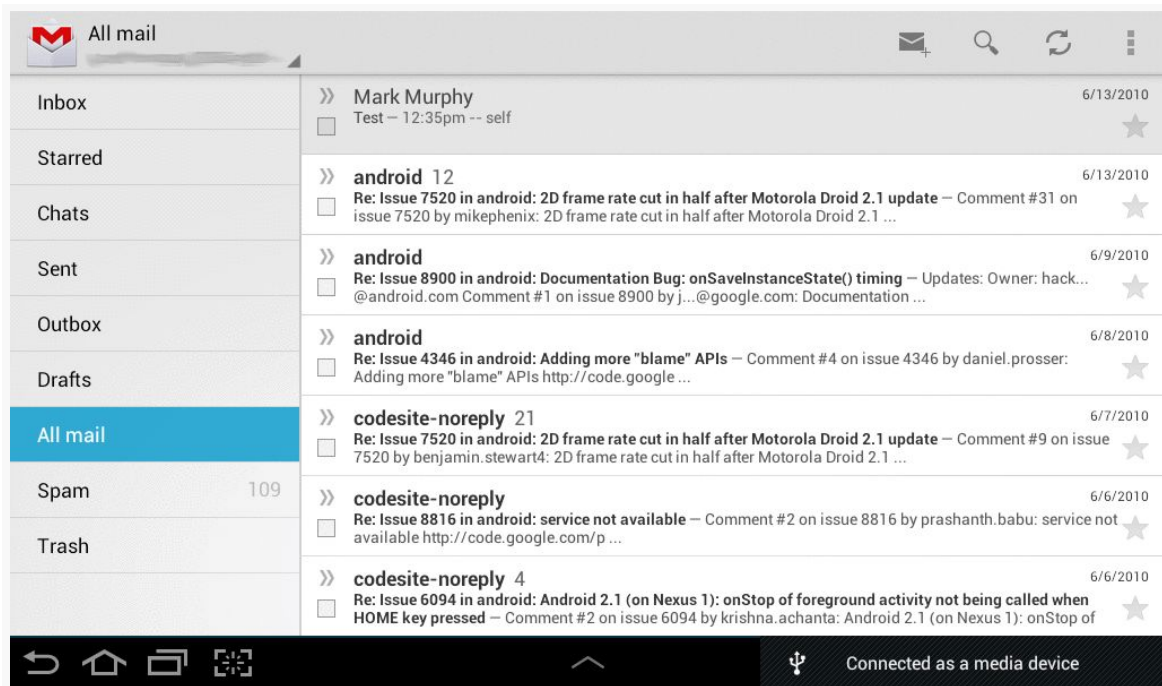 All mail
Inbox
Starred
Chats
Sent
Outbox
Drafts
All mail
Spam 109
Trash
Mark Murphy 6/13/2010
Test – 12:35pm -- self
android 12 6/13/2010
Re: Issue 7520 in android: 2D frame rate cut in half after Motorola Droid 2.1 update – Comment #31 on
issue 7520 by mikephenix: 2D frame rate cut in half after Motorola Droid 2.1 ...
android 6/9/2010
Re: Issue 8900 in android: Documentation Bug: onSaveInstanceState() timing – Updates: Owner: hack...
@android.com Comment #1 on issue 8900 by j...@google.com: Documentation ...
android 6/8/2010
Re: Issue 4346 in android: Adding more "blame" APIs – Comment #4 on issue 4346 by daniel.prosser:
Adding more "blame" APIs http://code.google ...
codesite-noreply 21 6/7/2010
Re: Issue 7520 in android: 2D frame rate cut in half after Motorola Droid 2.1 update – Comment #9 on issue
7520 by benjamin.stewart4: 2D frame rate cut in half after Motorola Droid 2.1 ...
codesite-noreply 6/6/2010
Re: Issue 8816 in android: service not available – Comment #2 on issue 8816 by prashanth.babu: service not
available http://code.google.com/p ...
codesite-noreply 4 6/6/2010
Re: Issue 6094 in android: Android 2.1 (on Nexus 1): onStop of foreground activity not being called when
HOME key pressed – Comment #2 on issue 6094 by krishna.achanta: Android 2.1 (on Nexus 1): onStop of
Connected as a media device